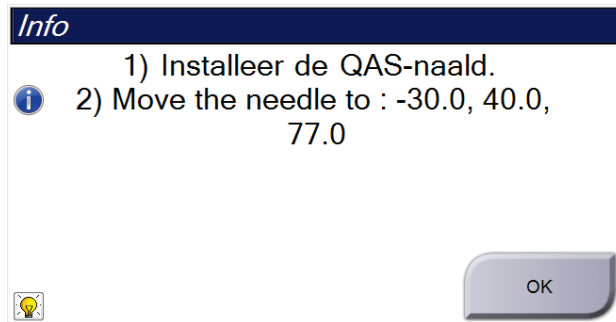 Info
1) Installeer de QAS-naald.
2) Move the needle to : -30.0, 40.0,
77.0
OK